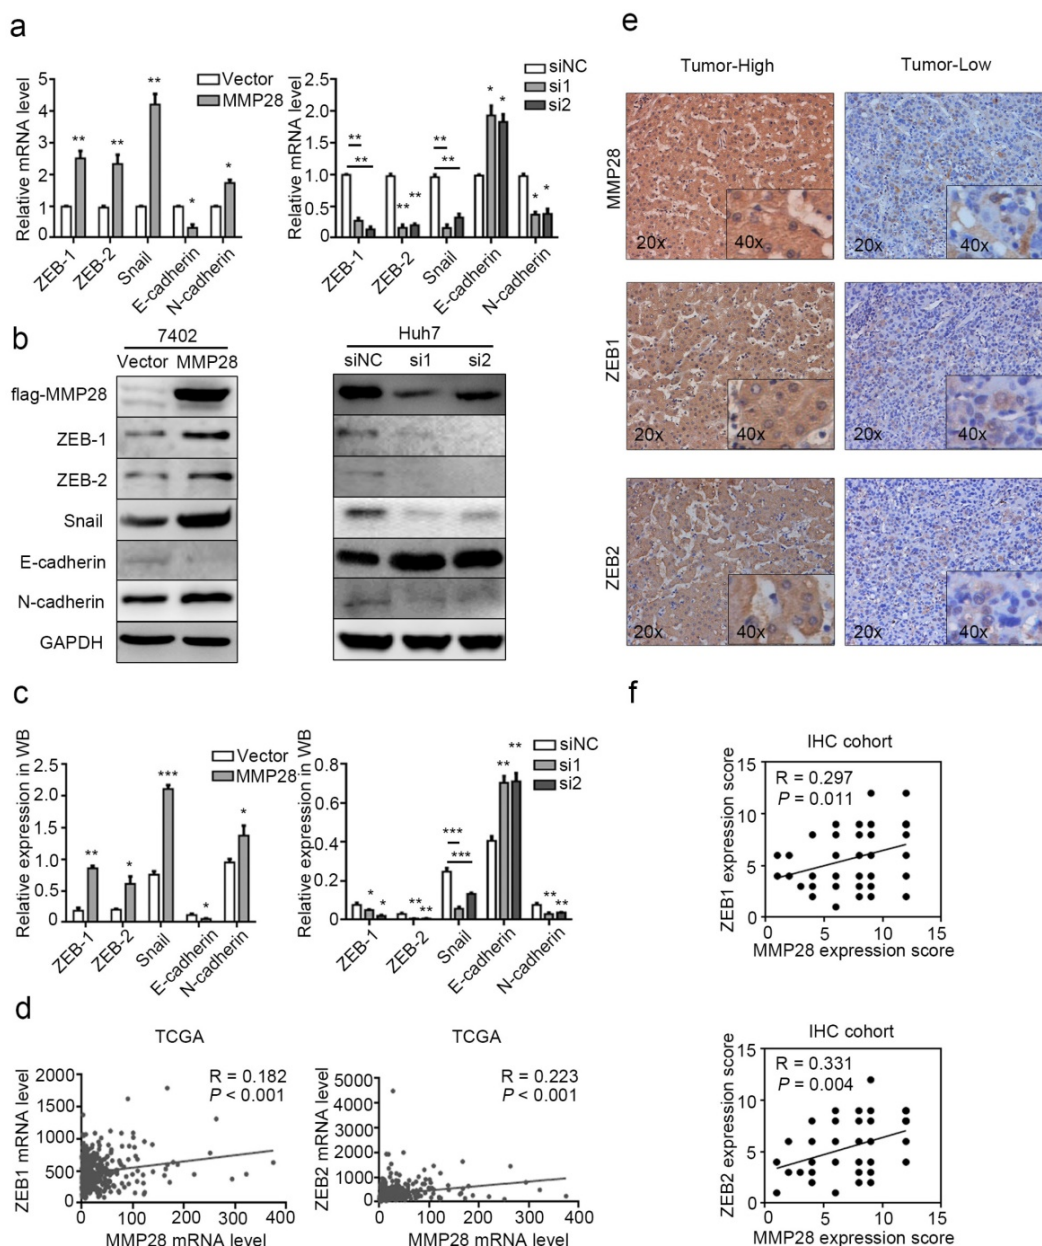 a
Relative mRNA level
5
4
3
2
1
0
Vector
MMP28
**
**
**
*
*
ZEB-1
ZEB-2
Snail
E-cadherin
N-cadherin
Relative mRNA level
2.5
2.0
1.5
1.0
0.5
0
siNC
si1
si2
**
**
**
**
**
**
*
*
*
*
ZEB-1
ZEB-2
Snail
E-cadherin
N-cadherin
b
7402
Vector MMP28
Huh7
siNC si1 si2
flag-MMP28
ZEB-1
ZEB-2
Snail
E-cadherin
N-cadherin
GAPDH
c
Relative expression in WB
2.5
2.0
1.5
1.0
0.5
0
Vector
MMP28
**
*
***
*
*
ZEB-1
ZEB-2
Snail
E-cadherin
N-cadherin
Relative expression in WB
0.8
0.6
0.4
0.2
0
siNC
si1
si2
*
*
**
**
***
***
**
**
**
**
ZEB-1
ZEB-2
Snail
E-cadherin
N-cadherin
d
TCGA
ZEB1 mRNA level
2000
1500
1000
500
0
R = 0.182
P < 0.001
0 100 200 300 400
MMP28 mRNA level
TCGA
ZEB2 mRNA level
5000
4000
3000
2000
1000
0
R = 0.223
P < 0.001
0 100 200 300 400
MMP28 mRNA level
e
Tumor-High
Tumor-Low
MMP28
20x
40x
20x
40x
ZEB1
20x
40x
20x
40x
ZEB2
20x
40x
20x
40x
f
IHC cohort
ZEB1 expression score
15
10
5
0
R = 0.297
P = 0.011
0 5 10 15
MMP28 expression score
IHC cohort
ZEB2 expression score
15
10
5
0
R = 0.331
P = 0.004
0 5 10 15
MMP28 expression score